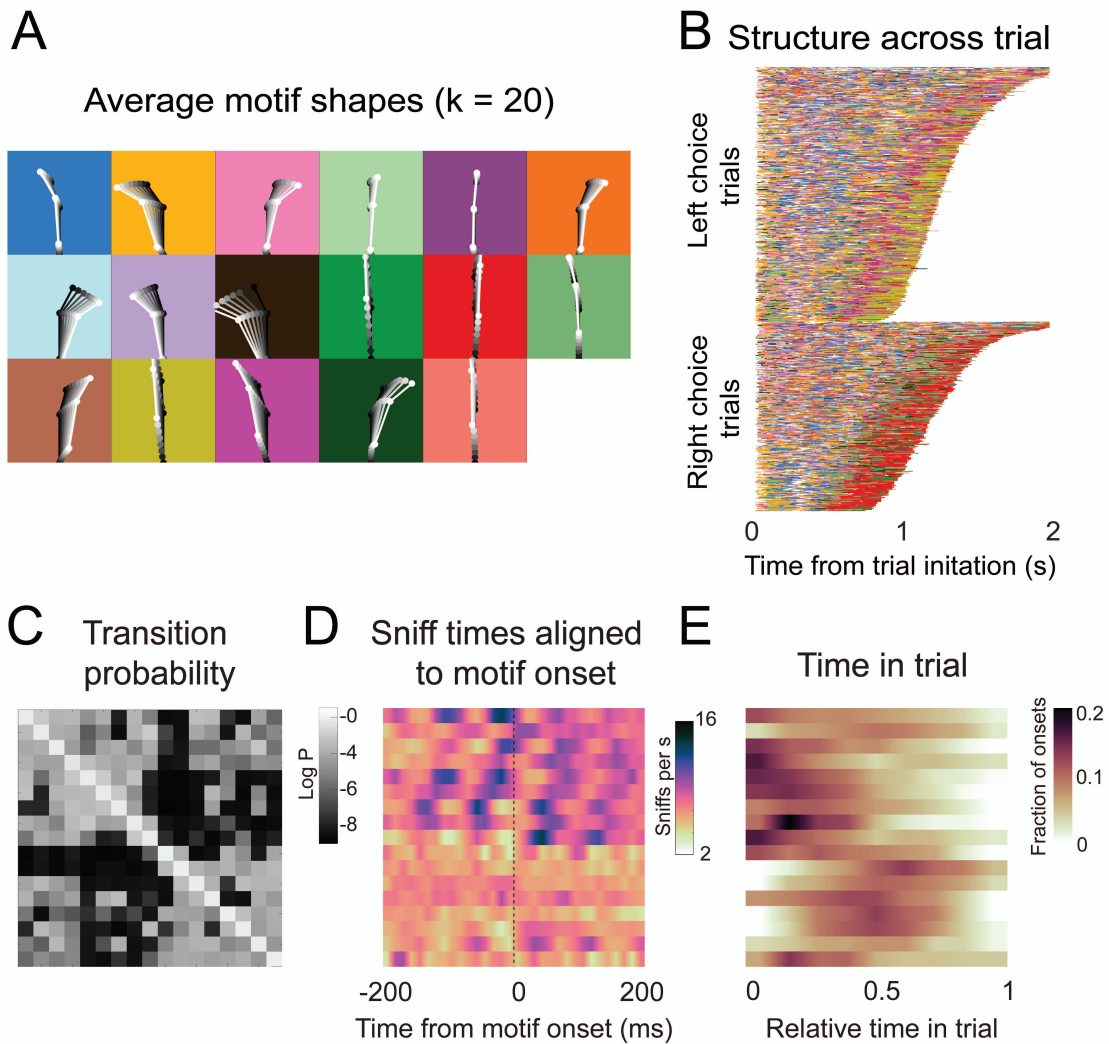 A
Average motif shapes (k = 20)
B
Structure across trial
Left choice
trials
Right choice
trials
0
1
2
Time from trial initation (s)
C
Transition
probability
-0
-4
-6
-8
Log P
D
Sniff times aligned
to motif onset
16
2
Sniffs per s
-200
0
200
Time from motif onset (ms)
E
Time in trial
0.2
0.1
0
Fraction of onsets
0
0.5
1
Relative time in trial